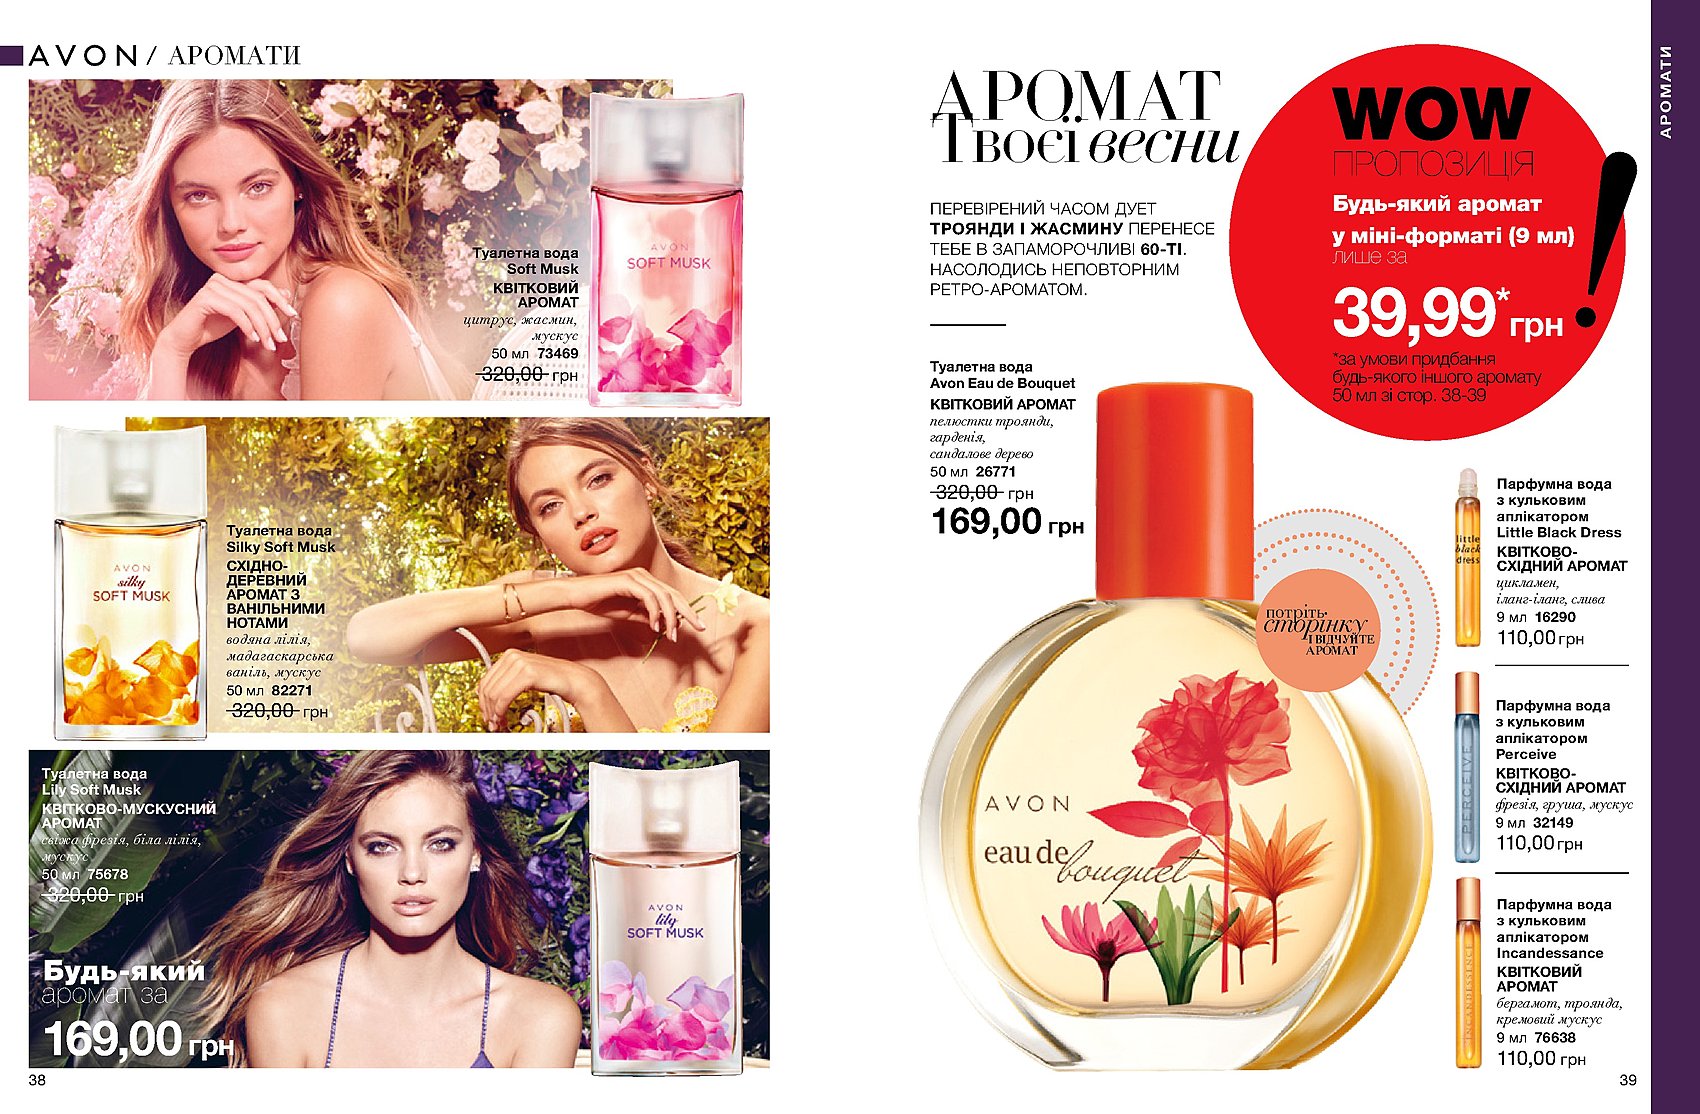 AVON / АРОМАТИ
Туалетна вода
Soft Musk
КВІТКОВИЙ
АРОМАТ
цитрус, жасмин,
мускус
50 мл 73469
320,00 грн
AVON
SOFT MUSK
AVON
silky
SOFT MUSK
Туалетна вода
Silky Soft Musk
СХІДНО-
ДЕРЕВНИЙ
АРОМАТ З
ВАНІЛЬНИМИ
НОТАМИ
водяна лілія,
мадагаскарська
ваніль, мускус
50 мл 82271
320,00 грн
Туалетна вода
Lily Soft Musk
КВІТКОВО-МУСКУСНИЙ
АРОМАТ
свіжа фрезія, біла лілія,
мускус
50 мл 75678
320,00 грн
AVON
lily
SOFT MUSK
Будь-який
аромат за
169,00 грн
38
АРОМАТ
Твоєї весни
ПЕРЕВІРЕНИЙ ЧАСОМ ДУЕТ
ТРОЯНДИ І ЖАСМИНУ ПЕРЕНЕСЕ
ТЕБЕ В ЗАПАМОРОЧЛИВІ 60-ТІ.
НАСОЛОДИСЬ НЕПОВТОРНИМ
РЕТРО-АРОМАТОМ.
Туалетна вода
Avon Eau de Bouquet
КВІТКОВИЙ АРОМАТ
пелюстки троянди,
гарденія,
сандалове дерево
50 мл 26771
320,00 грн
169,00 грн
WOW
ПРОПОЗИЦІЯ
!
Будь-який аромат
у міні-форматі (9 мл)
лише за
39,99* грн
*за умови придбання
будь-якого іншого аромату
50 мл зі стор. 38-39
ПОТРІТЬ
сторінку
І ВІДЧУЙТЕ
АРОМАТ
AVON
eau de
bouquet
little
black
dress
Парфумна вода
з кульковим
аплікатором
Little Black Dress
КВІТКОВО-
СХІДНИЙ АРОМАТ
цикламен,
іланг-іланг, слива
9 мл 16290
110,00 грн
PERCEIVE
Парфумна вода
з кульковим
аплікатором
Perceive
КВІТКОВО-
СХІДНИЙ АРОМАТ
фрезія, груша, мускус
9 мл 32149
110,00 грн
INCANDESSENCE
Парфумна вода
з кульковим
аплікатором
Incandessance
КВІТКОВИЙ
АРОМАТ
бергамот, троянда,
кремовий мускус
9 мл 76638
110,00 грн
39
АРОМАТИ